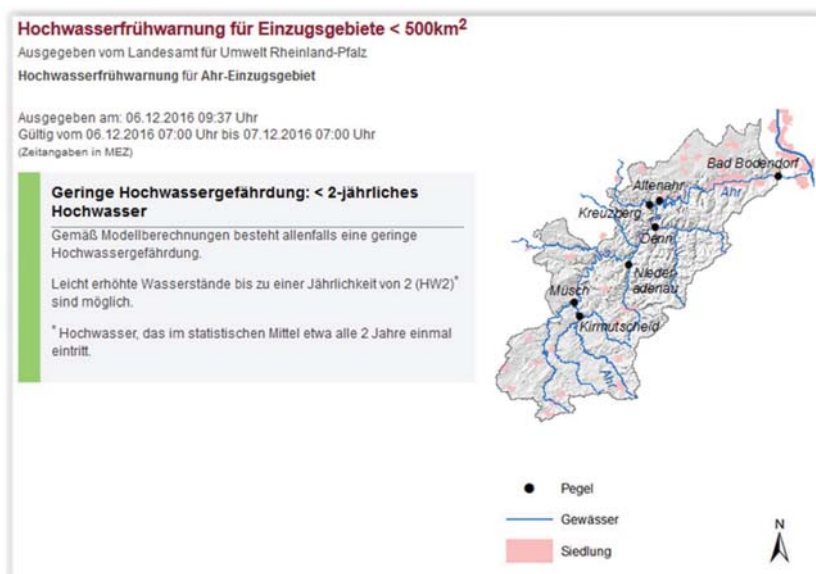 Hochwasserfrühwarnung für Einzugsgebiete < 500km²
Ausgegeben vom Landesamt für Umwelt Rheinland-Pfalz
Hochwasserfrühwarnung für Ahr-Einzugsgebiet
Ausgegeben am: 06.12.2016 09:37 Uhr
Gültig vom 06.12.2016 07:00 Uhr bis 07.12.2016 07:00 Uhr
(Zeitangaben in MEZ)
Geringe Hochwassergefährdung: < 2-jährliches
Hochwasser
Gemäß Modellberechnungen besteht allenfalls eine geringe
Hochwassergefährdung.
Leicht erhöhte Wasserstände bis zu einer Jährlichkeit von 2 (HW2)*
sind möglich.
* Hochwasser, das im statistischen Mittel etwa alle 2 Jahre einmal
eintritt.
Bad Bodendorf
Altenahr
Ahr
Kreuzberg
Denn
Nieder-
adenau
Müsch
Kirmutscheid
Ahr
Pegel
Gewässer
Siedlung
N